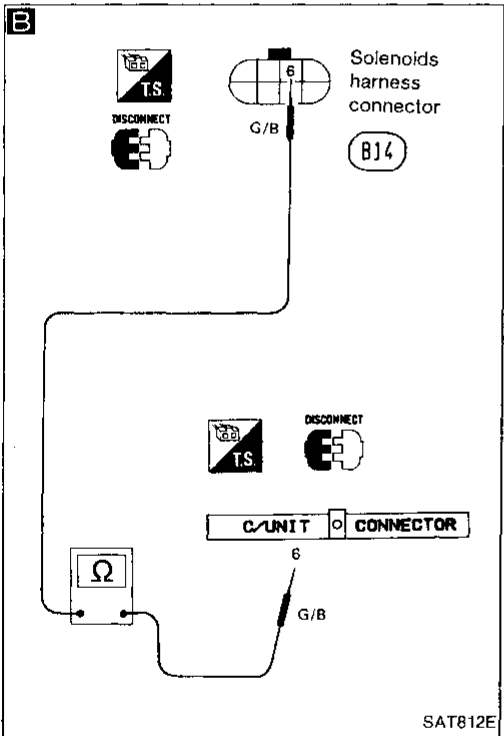 B
T.S.
DISCONNECT
6
G/B
Solenoids
harness
connector
B14
T.S.
DISCONNECT
C/UNIT CONNECTOR
6
Ω
G/B
SAT812E